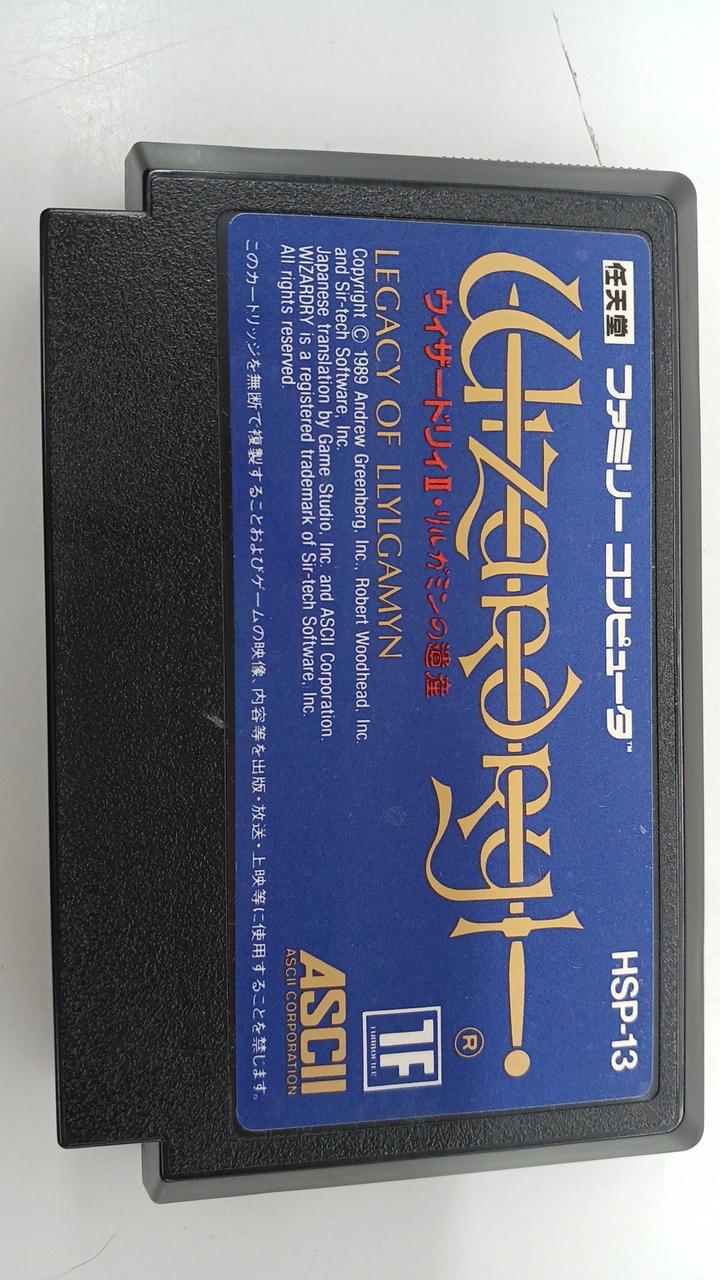 任天堂 ファミリー コンピュータ™ HSP-13
Wizardry®
ウィザードリィⅡ・リルガミンの遺産
LEGACY OF LLYLGAMYN
Copyright © 1989 Andrew Greenberg, Inc., Robert Woodhead, Inc.
and Sir-tech Software, Inc.
Japanese translation by Game Studio, Inc. and ASCII Corporation.
WIZARDRY is a registered trademark of Sir-tech Software, Inc.
All rights reserved.
TF
TURBOFILE
ASCII
ASCII CORPORATION
このカートリッジを無断で複製することおよびゲームの映像、内容等を出版・放送・上映等に使用することを禁じます。